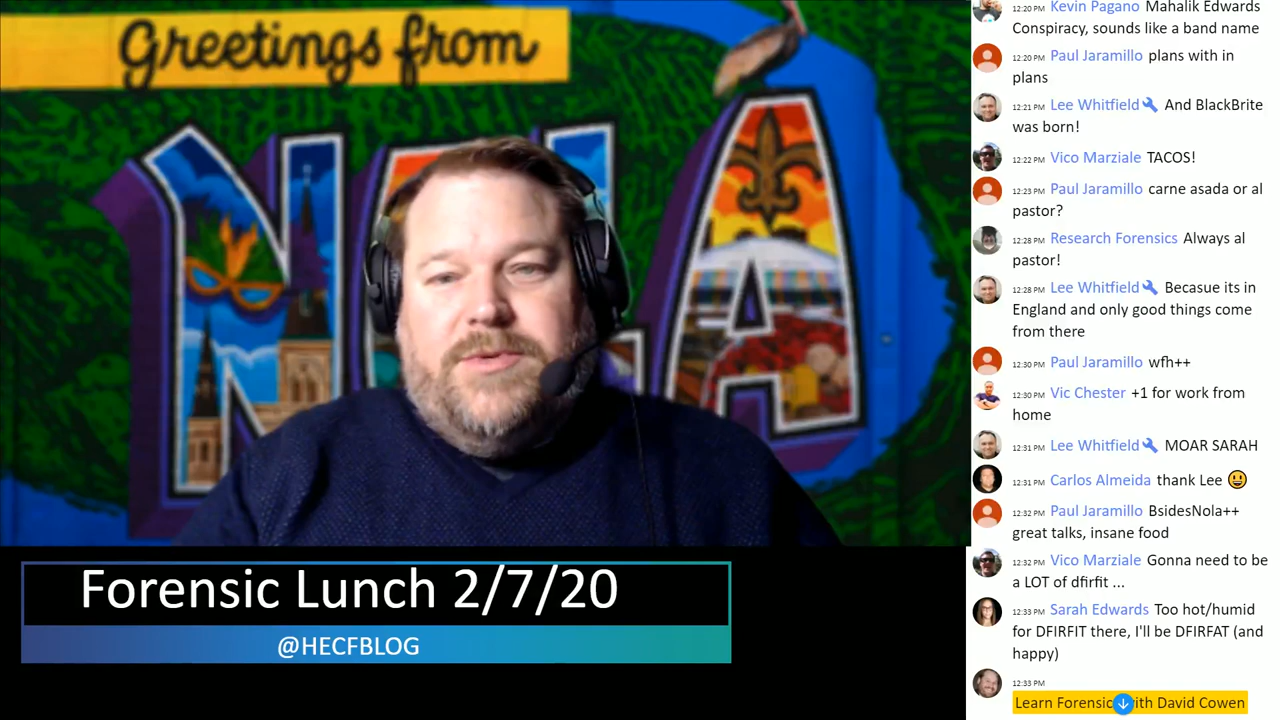 Greetings from
NOLA
Forensic Lunch 2/7/20
@HECFBLOG
12:20 PM Kevin Pagano Mahalik Edwards
Conspiracy, sounds like a band name
12:20 PM Paul Jaramillo plans with in
plans
12:21 PM Lee Whitfield And BlackBrite
was born!
12:22 PM Vico Marziale TACOS!
12:23 PM Paul Jaramillo carne asada or al
pastor?
12:28 PM Research Forensics Always al
pastor!
12:28 PM Lee Whitfield Becasue its in
England and only good things come
from there
12:30 PM Paul Jaramillo wfh++
12:30 PM Vic Chester +1 for work from
home
12:31 PM Lee Whitfield MOAR SARAH
12:31 PM Carlos Almeida thank Lee 😃
12:32 PM Paul Jaramillo BsidesNola++
great talks, insane food
12:32 PM Vico Marziale Gonna need to be
a LOT of dfirfit ...
12:33 PM Sarah Edwards Too hot/humid
for DFIRFIT there, I'll be DFIRFAT (and
happy)
12:33 PM
Learn Forensic with David Cowen